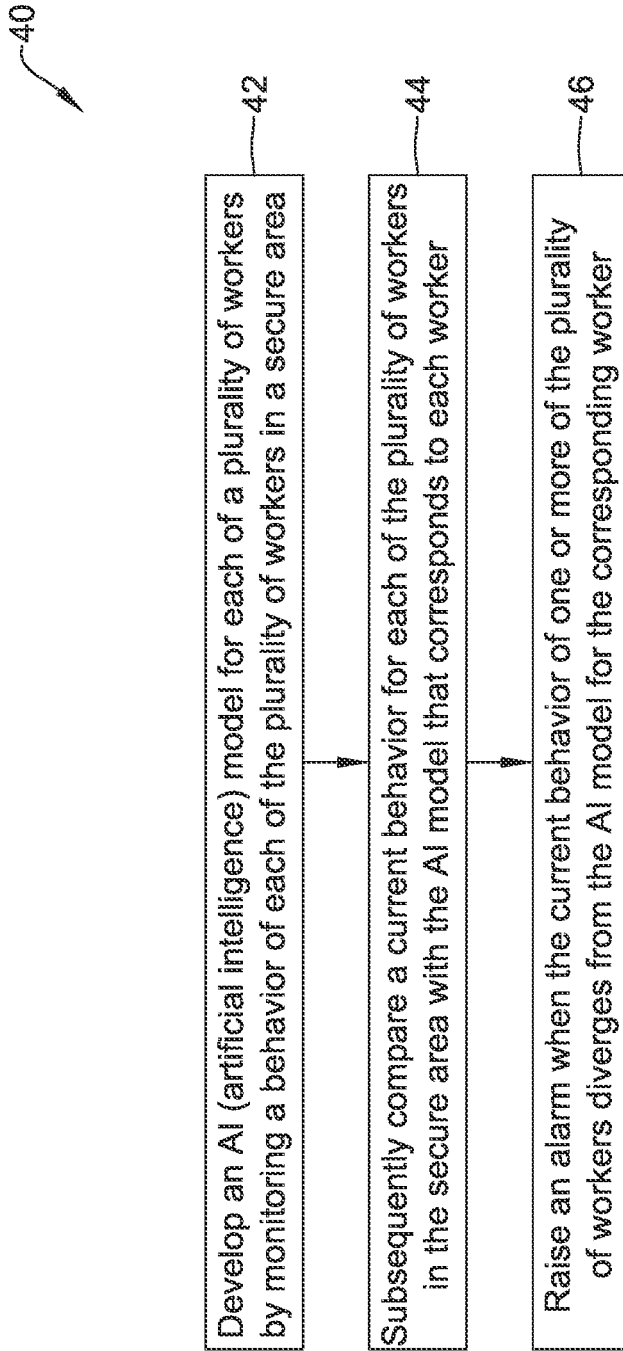 40
Develop an AI (artificial intelligence) model for each of a plurality of workers
by monitoring a behavior of each of the plurality of workers in a secure area
42
Subsequently compare a current behavior for each of the plurality of workers
in the secure area with the AI model that corresponds to each worker
44
Raise an alarm when the current behavior of one or more of the plurality
of workers diverges from the AI model for the corresponding worker
46